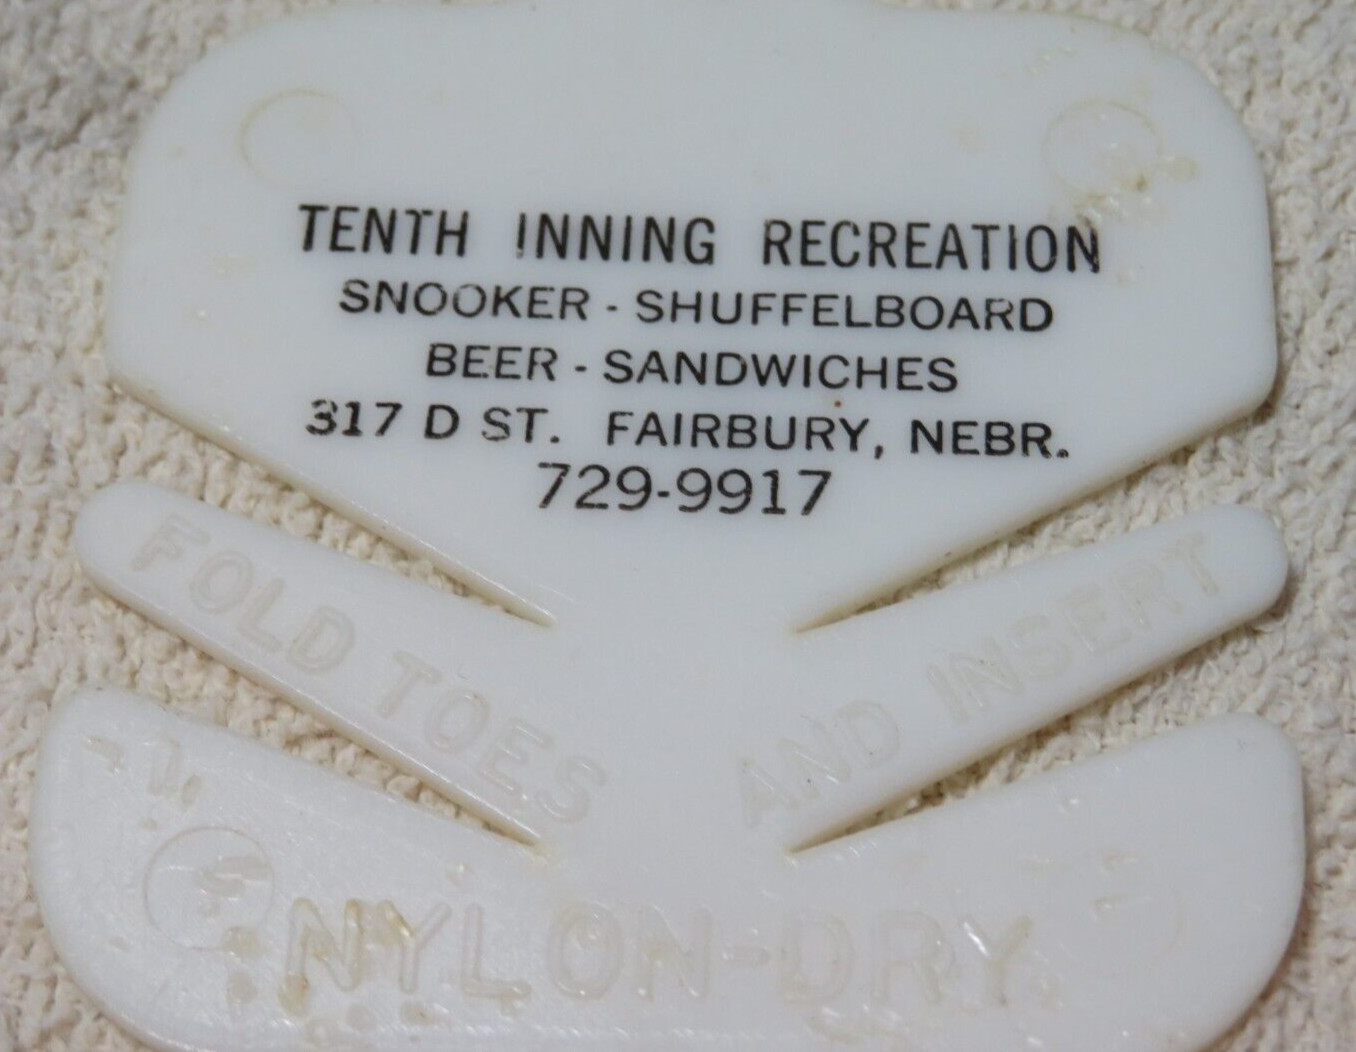 TENTH INNING RECREATION
SNOOKER - SHUFFELBOARD
BEER - SANDWICHES
317 D ST. FAIRBURY, NEBR.
729-9917
FOLD TOES AND INSERT
NYLON-DRY.